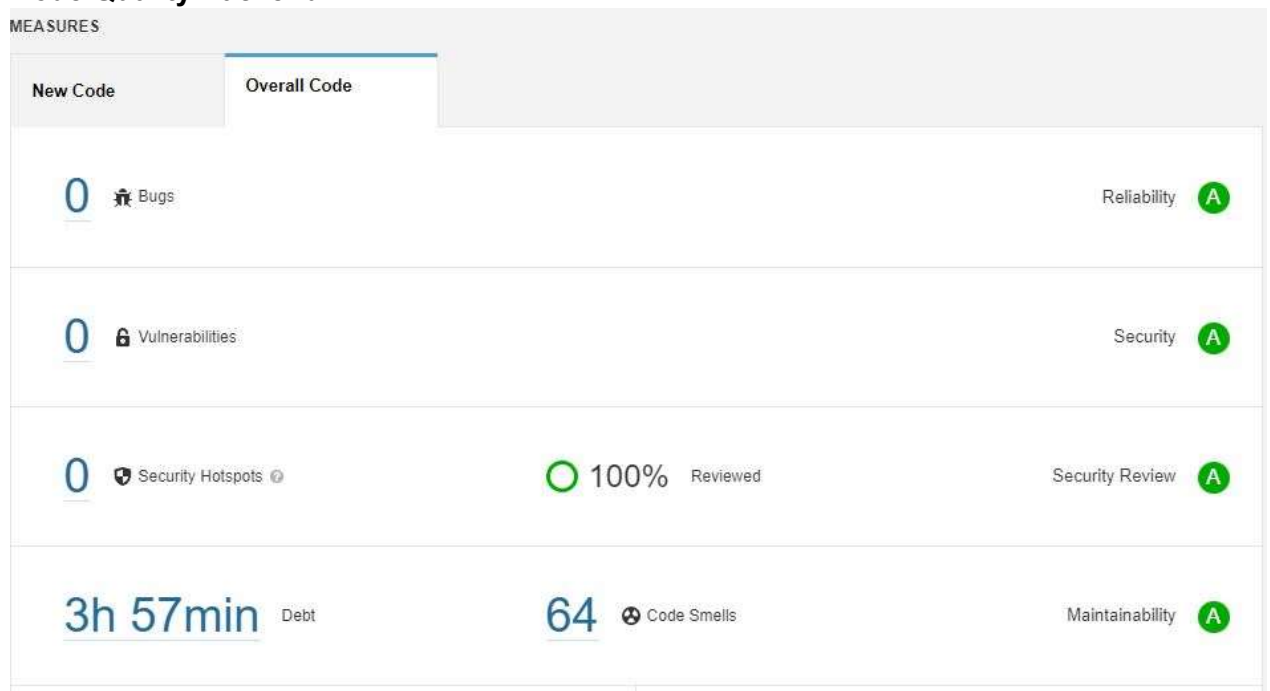 MEASURES
New Code
Overall Code
0 Bugs Reliability A
0 Vulnerabilities Security A
0 Security Hotspots ? 100% Reviewed Security Review A
3h 57min Debt 64 Code Smells Maintainability A